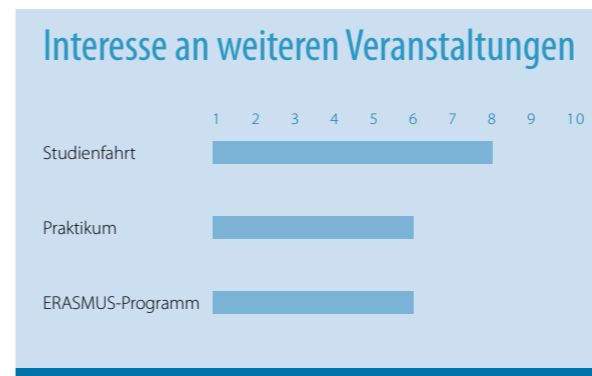 Interesse an weiteren Veranstaltungen
1 2 3 4 5 6 7 8 9 10
Studienfahrt
Praktikum
ERASMUS-Programm